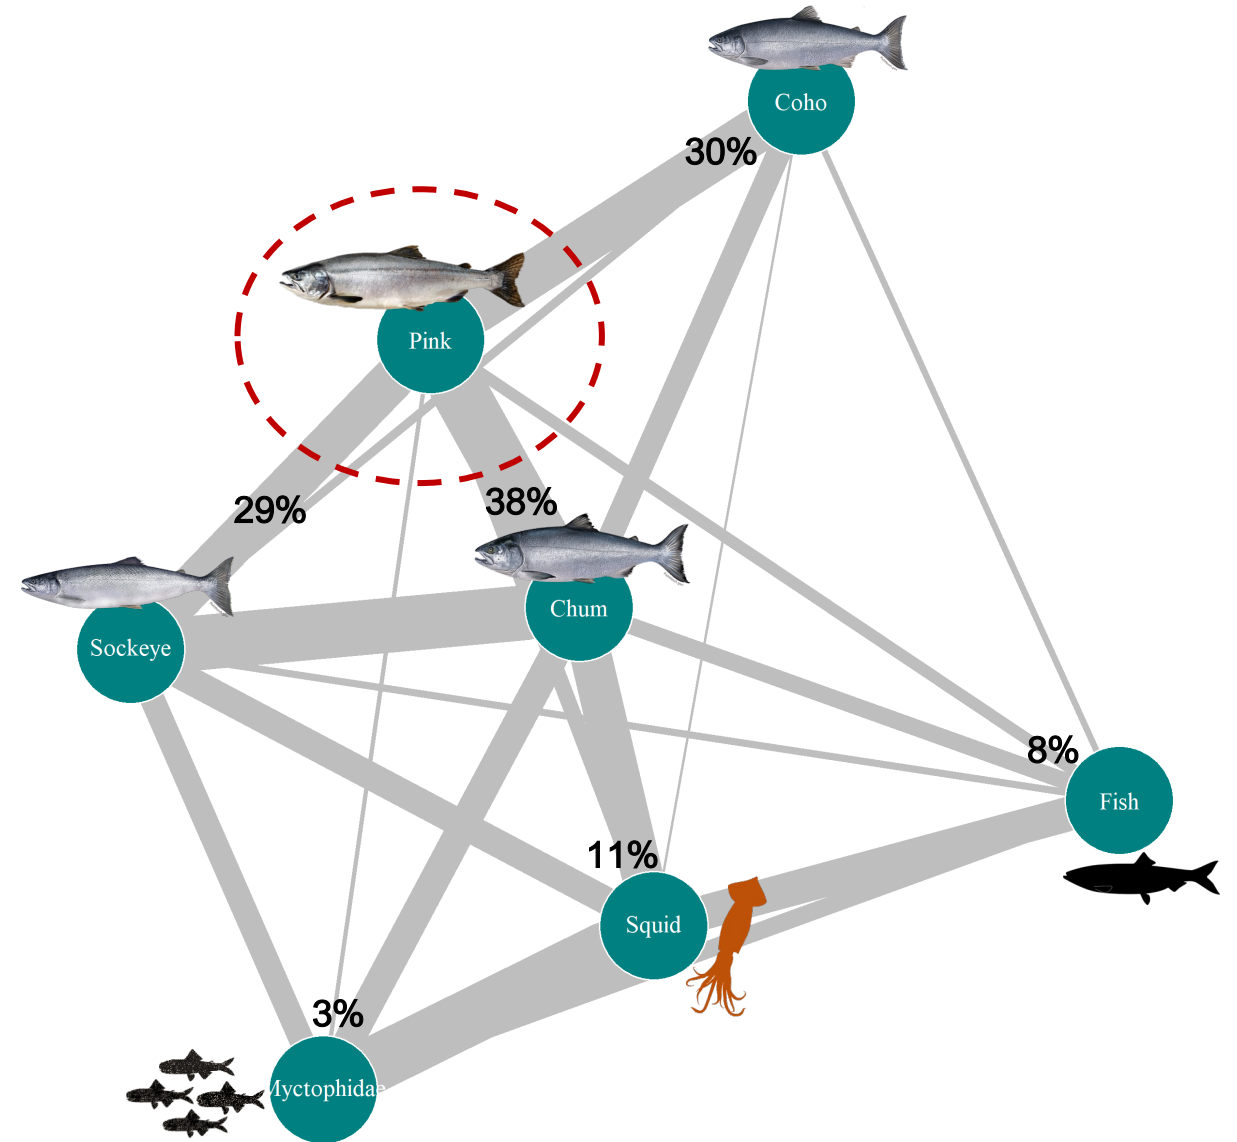 Coho
30%
Pink
29%
38%
Chum
Sockeye
8%
Fish
11%
Squid
3%
Myctophidae